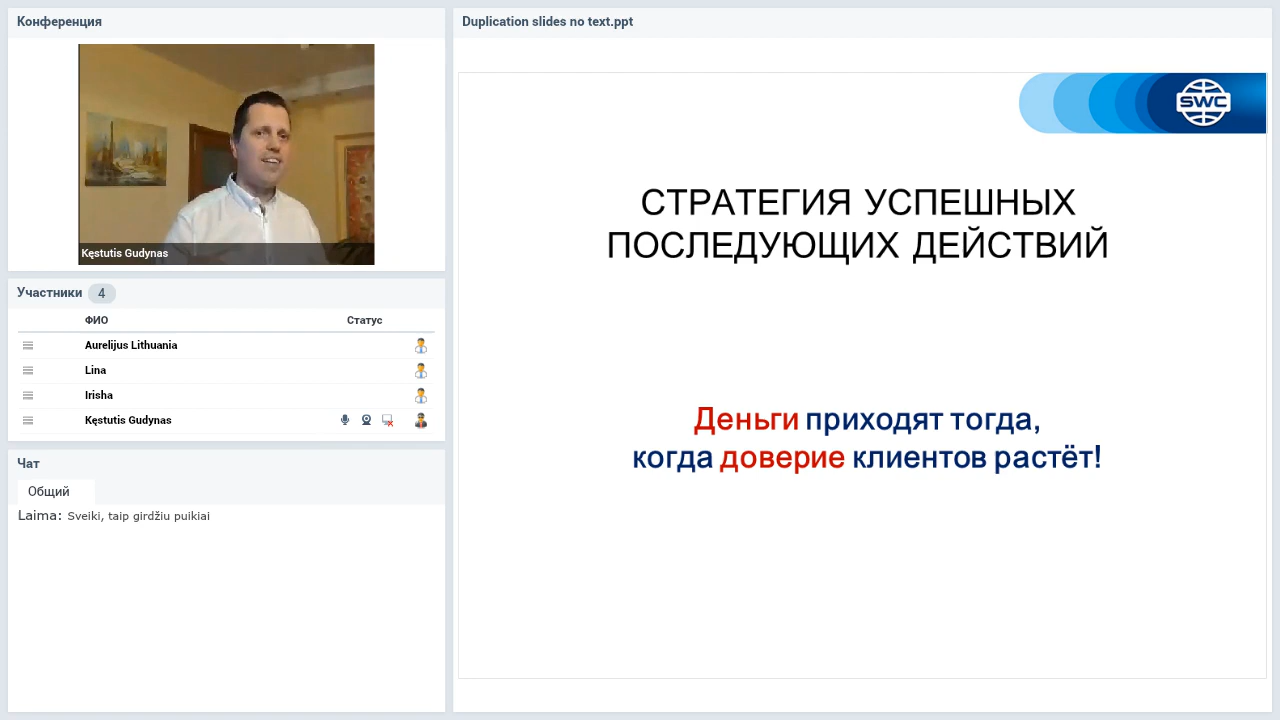 Конференция
Kęstutis Gudynas
Участники 4
ФИО Статус
Aurelijus Lithuania
Lina
Irisha
Kęstutis Gudynas
Чат
Общий
Laima: Sveiki, taip girdžiu puikiai
Duplication slides no text.ppt
SWC
СТРАТЕГИЯ УСПЕШНЫХ
ПОСЛЕДУЮЩИХ ДЕЙСТВИЙ
Деньги приходят тогда,
когда доверие клиентов растёт!